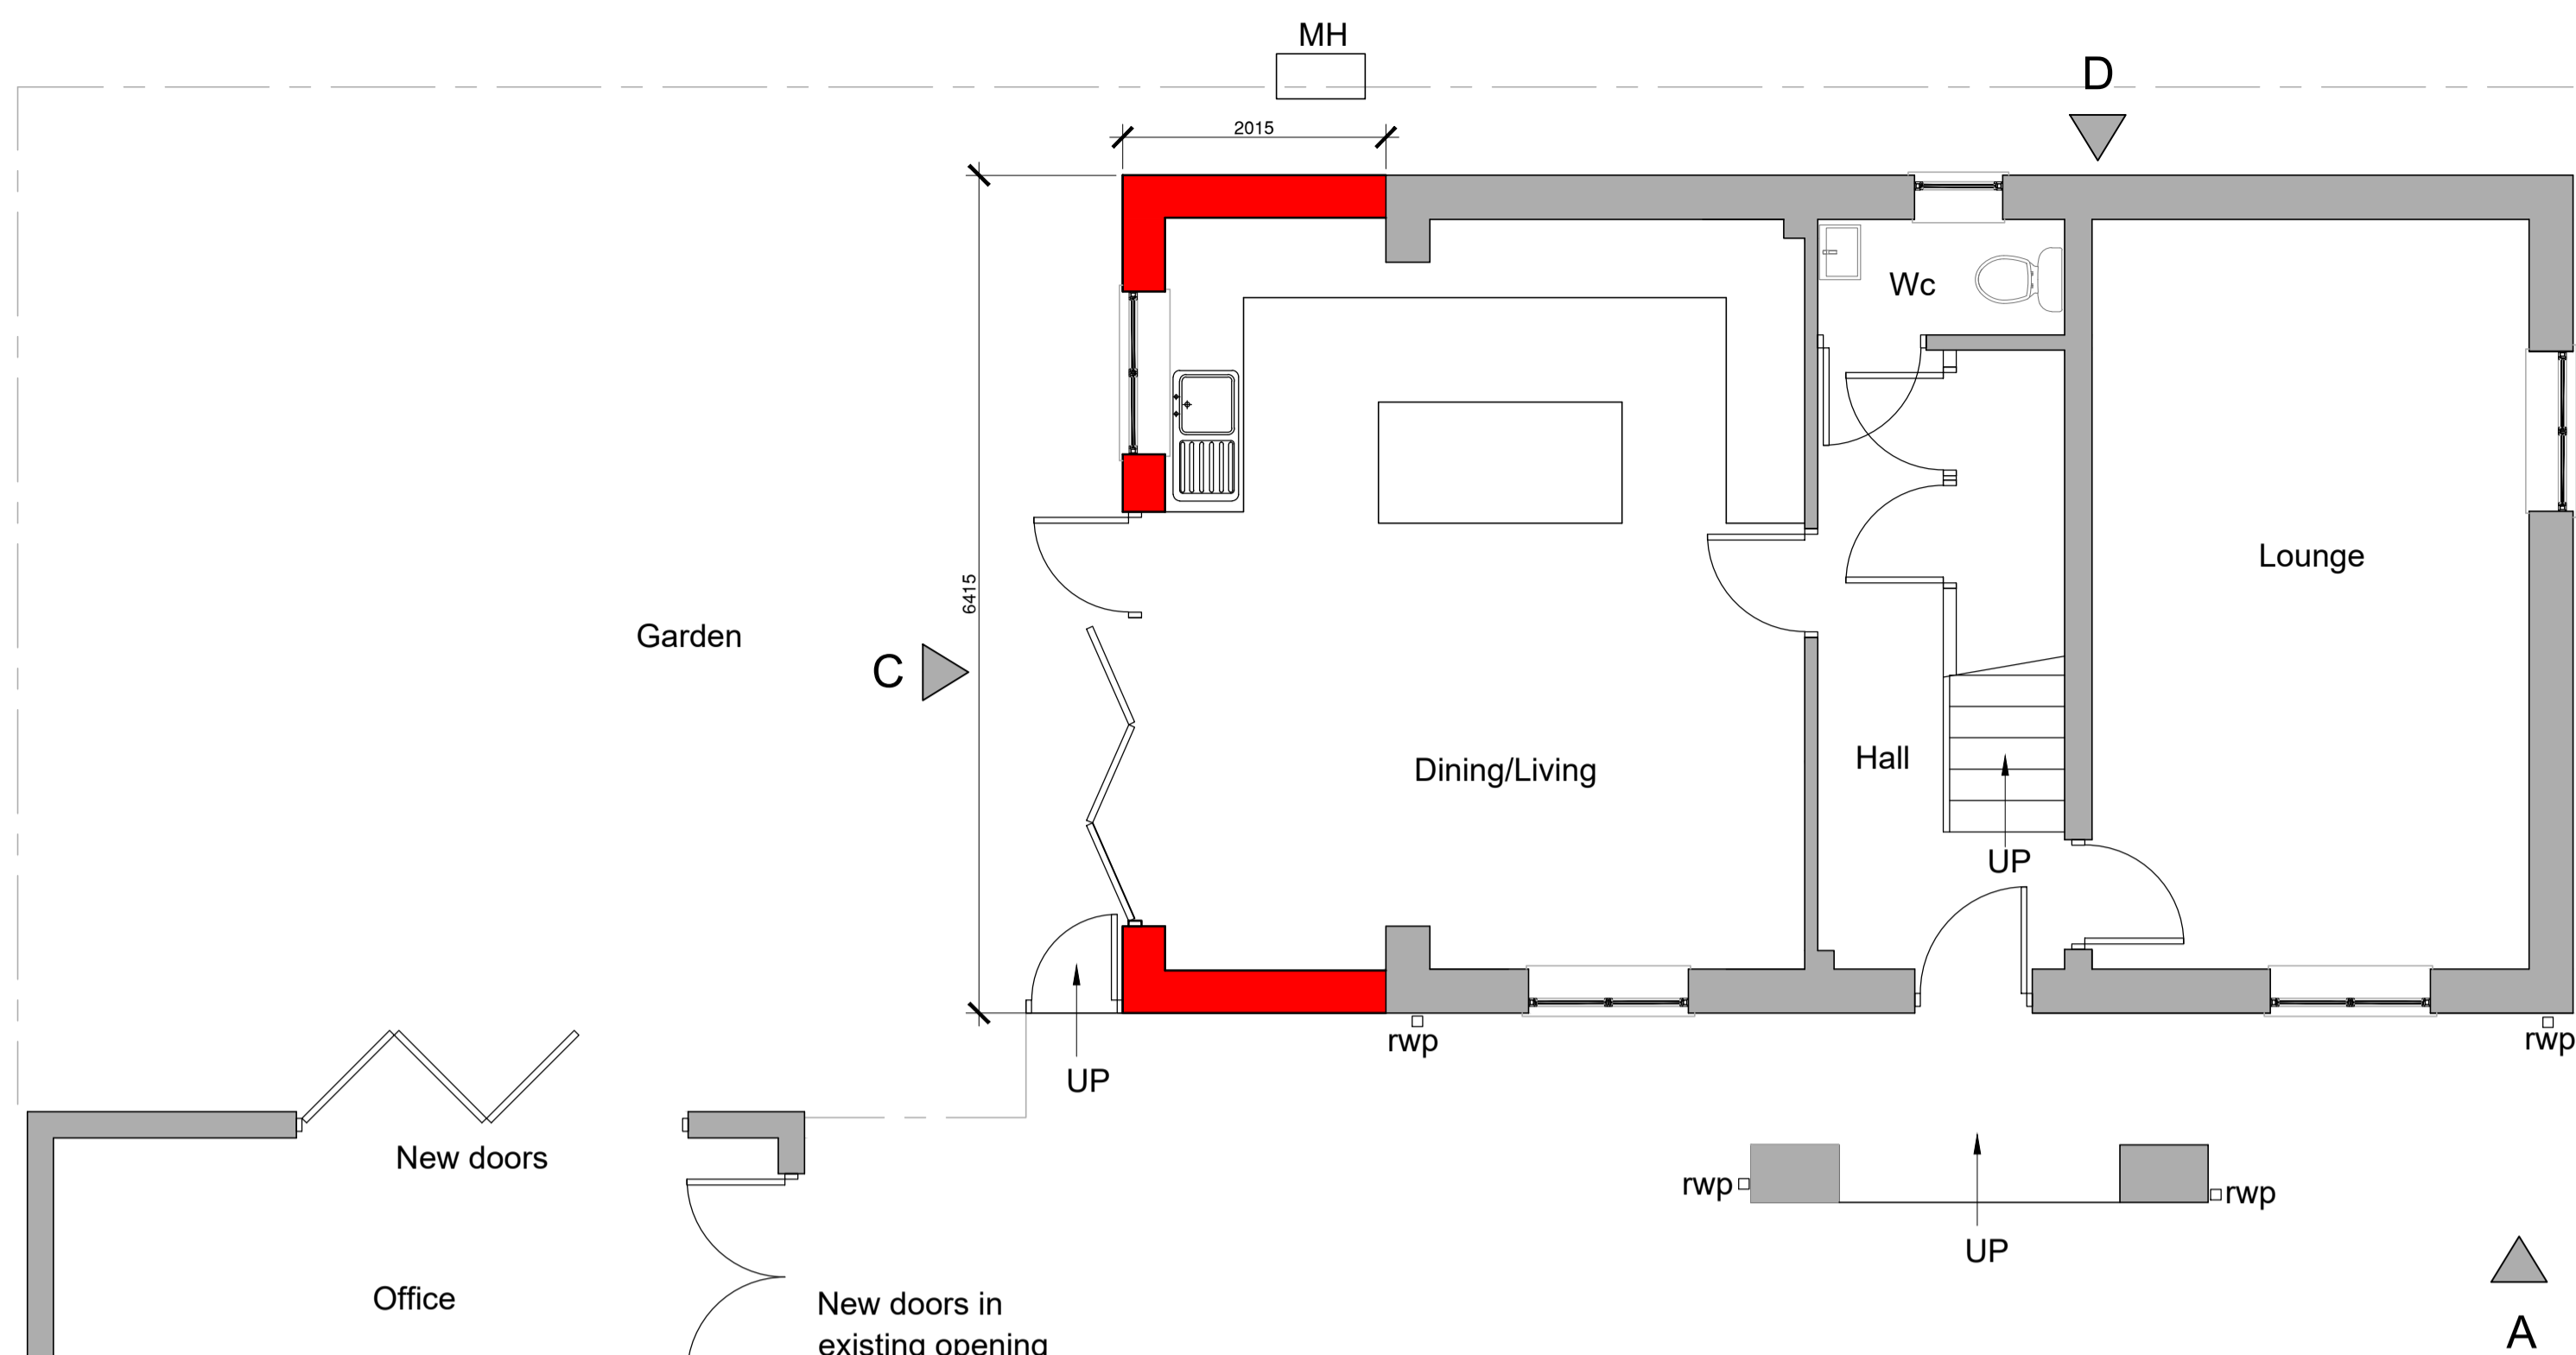 MH
D
2015
Wc
6415
Lounge
Garden
C
Hall
Dining/Living
UP
rwp
rwp
UP
New doors
rwp
rwp
UP
Office
New doors in
existing opening
A